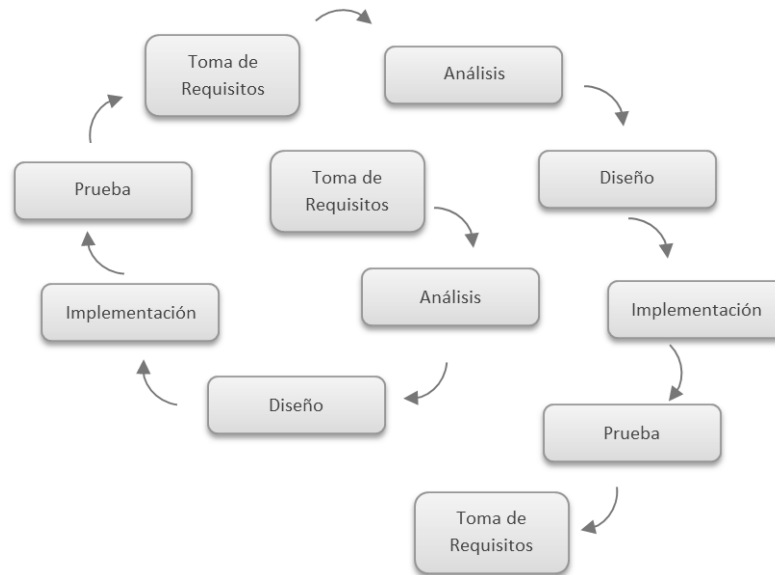 Toma de
Requisitos
Análisis
Prueba
Toma de
Requisitos
Diseño
Implementación
Análisis
Implementación
Diseño
Prueba
Toma de
Requisitos